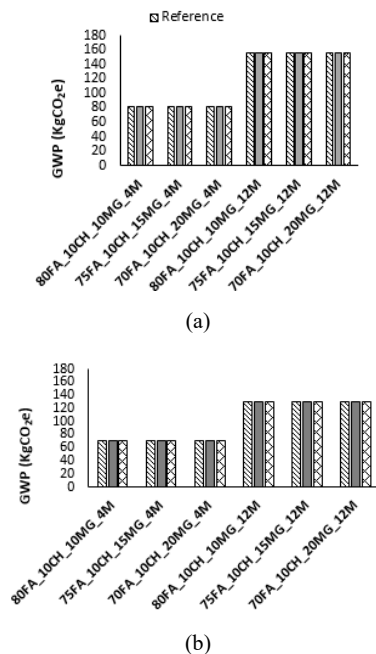 Reference
GWP (KgCO₂e)
180
160
140
120
100
80
60
40
20
0
80FA_10CH_10MG_4M
75FA_10CH_15MG_4M
70FA_10CH_20MG_4M
80FA_10CH_10MG_12M
75FA_10CH_15MG_12M
70FA_10CH_20MG_12M
(a)
GWP (KgCO₂e)
180
160
140
120
100
80
60
40
20
0
80FA_10CH_10MG_4M
75FA_10CH_15MG_4M
70FA_10CH_20MG_4M
80FA_10CH_10MG_12M
75FA_10CH_15MG_12M
70FA_10CH_20MG_12M
(b)